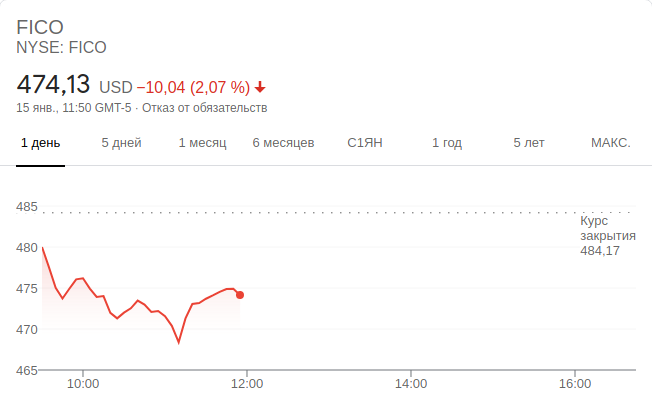 FICO
NYSE: FICO
474,13 USD −10,04 (2,07 %)
15 янв., 11:50 GMT-5 · Отказ от обязательств
1 день 5 дней 1 месяц 6 месяцев С1ЯН 1 год 5 лет МАКС.
485
Курс
закрытия
480
484,17
475
470
465
10:00 12:00 14:00 16:00